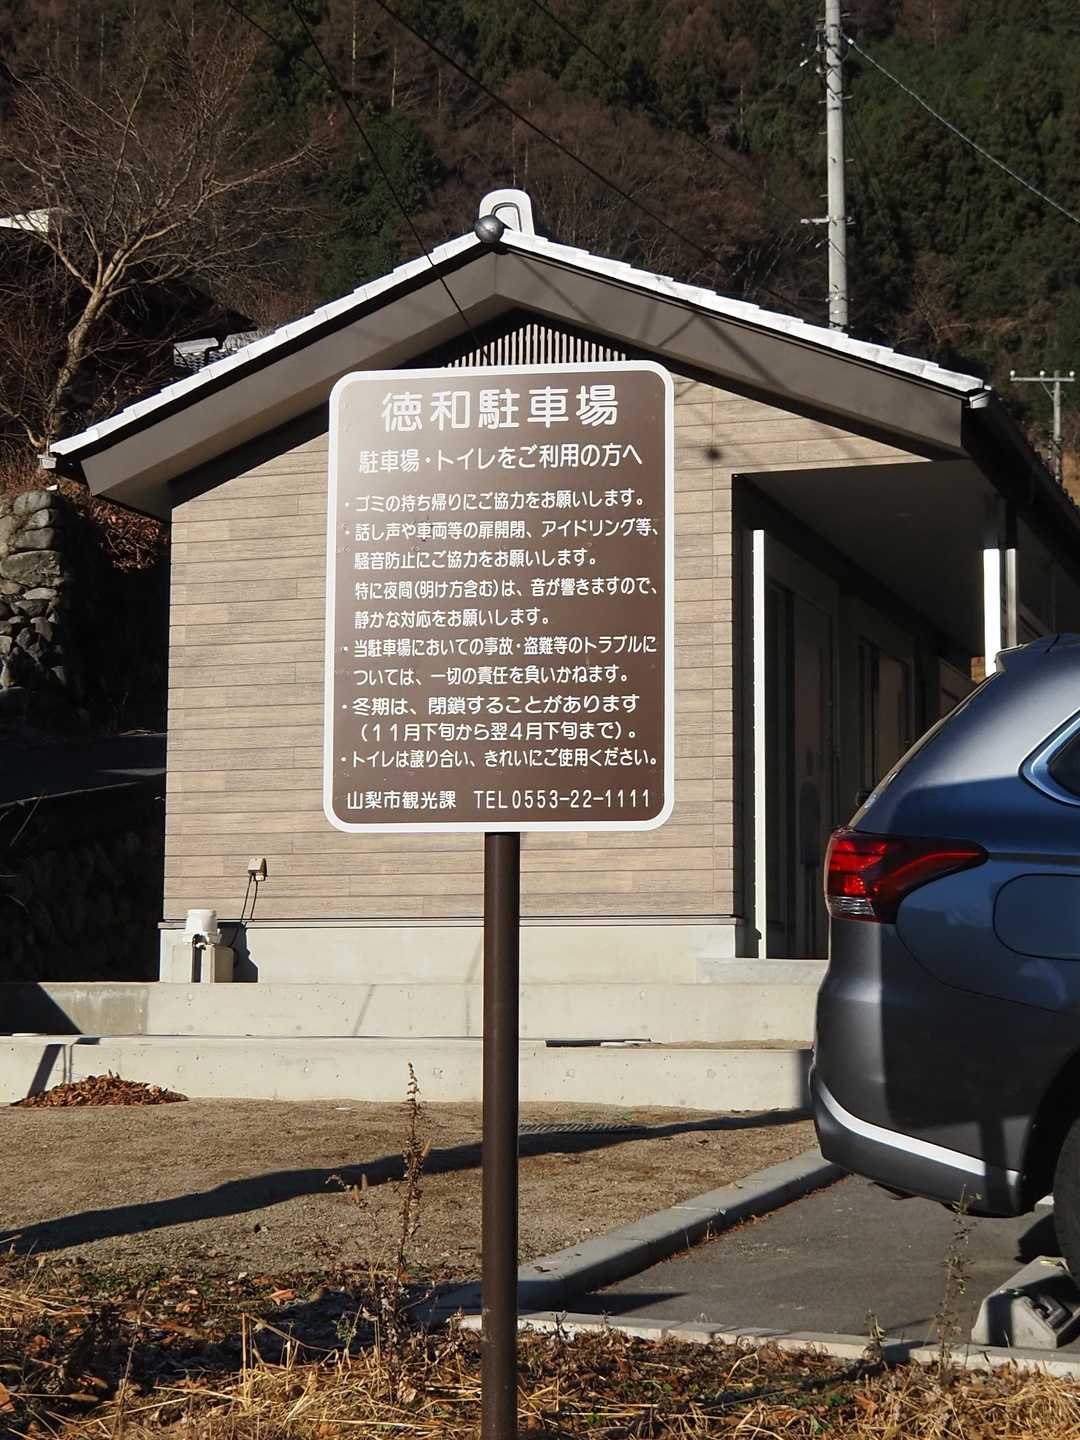 徳和駐車場
駐車場・トイレをご利用の方へ
・ゴミの持ち帰りにご協力をお願いします。
・話し声や車両等の扉開閉、アイドリング等、
騒音防止にご協力をお願いします。
特に夜間(明け方含む)は、音が響きますので、
静かな対応をお願いします。
・当駐車場においての事故・盗難等のトラブルに
ついては、一切の責任を負いかねます。
・冬期は、閉鎖することがあります
（１１月下旬から翌４月下旬まで）。
・トイレは譲り合い、きれいにご使用ください。
山梨市観光課 TEL0553-22-1111